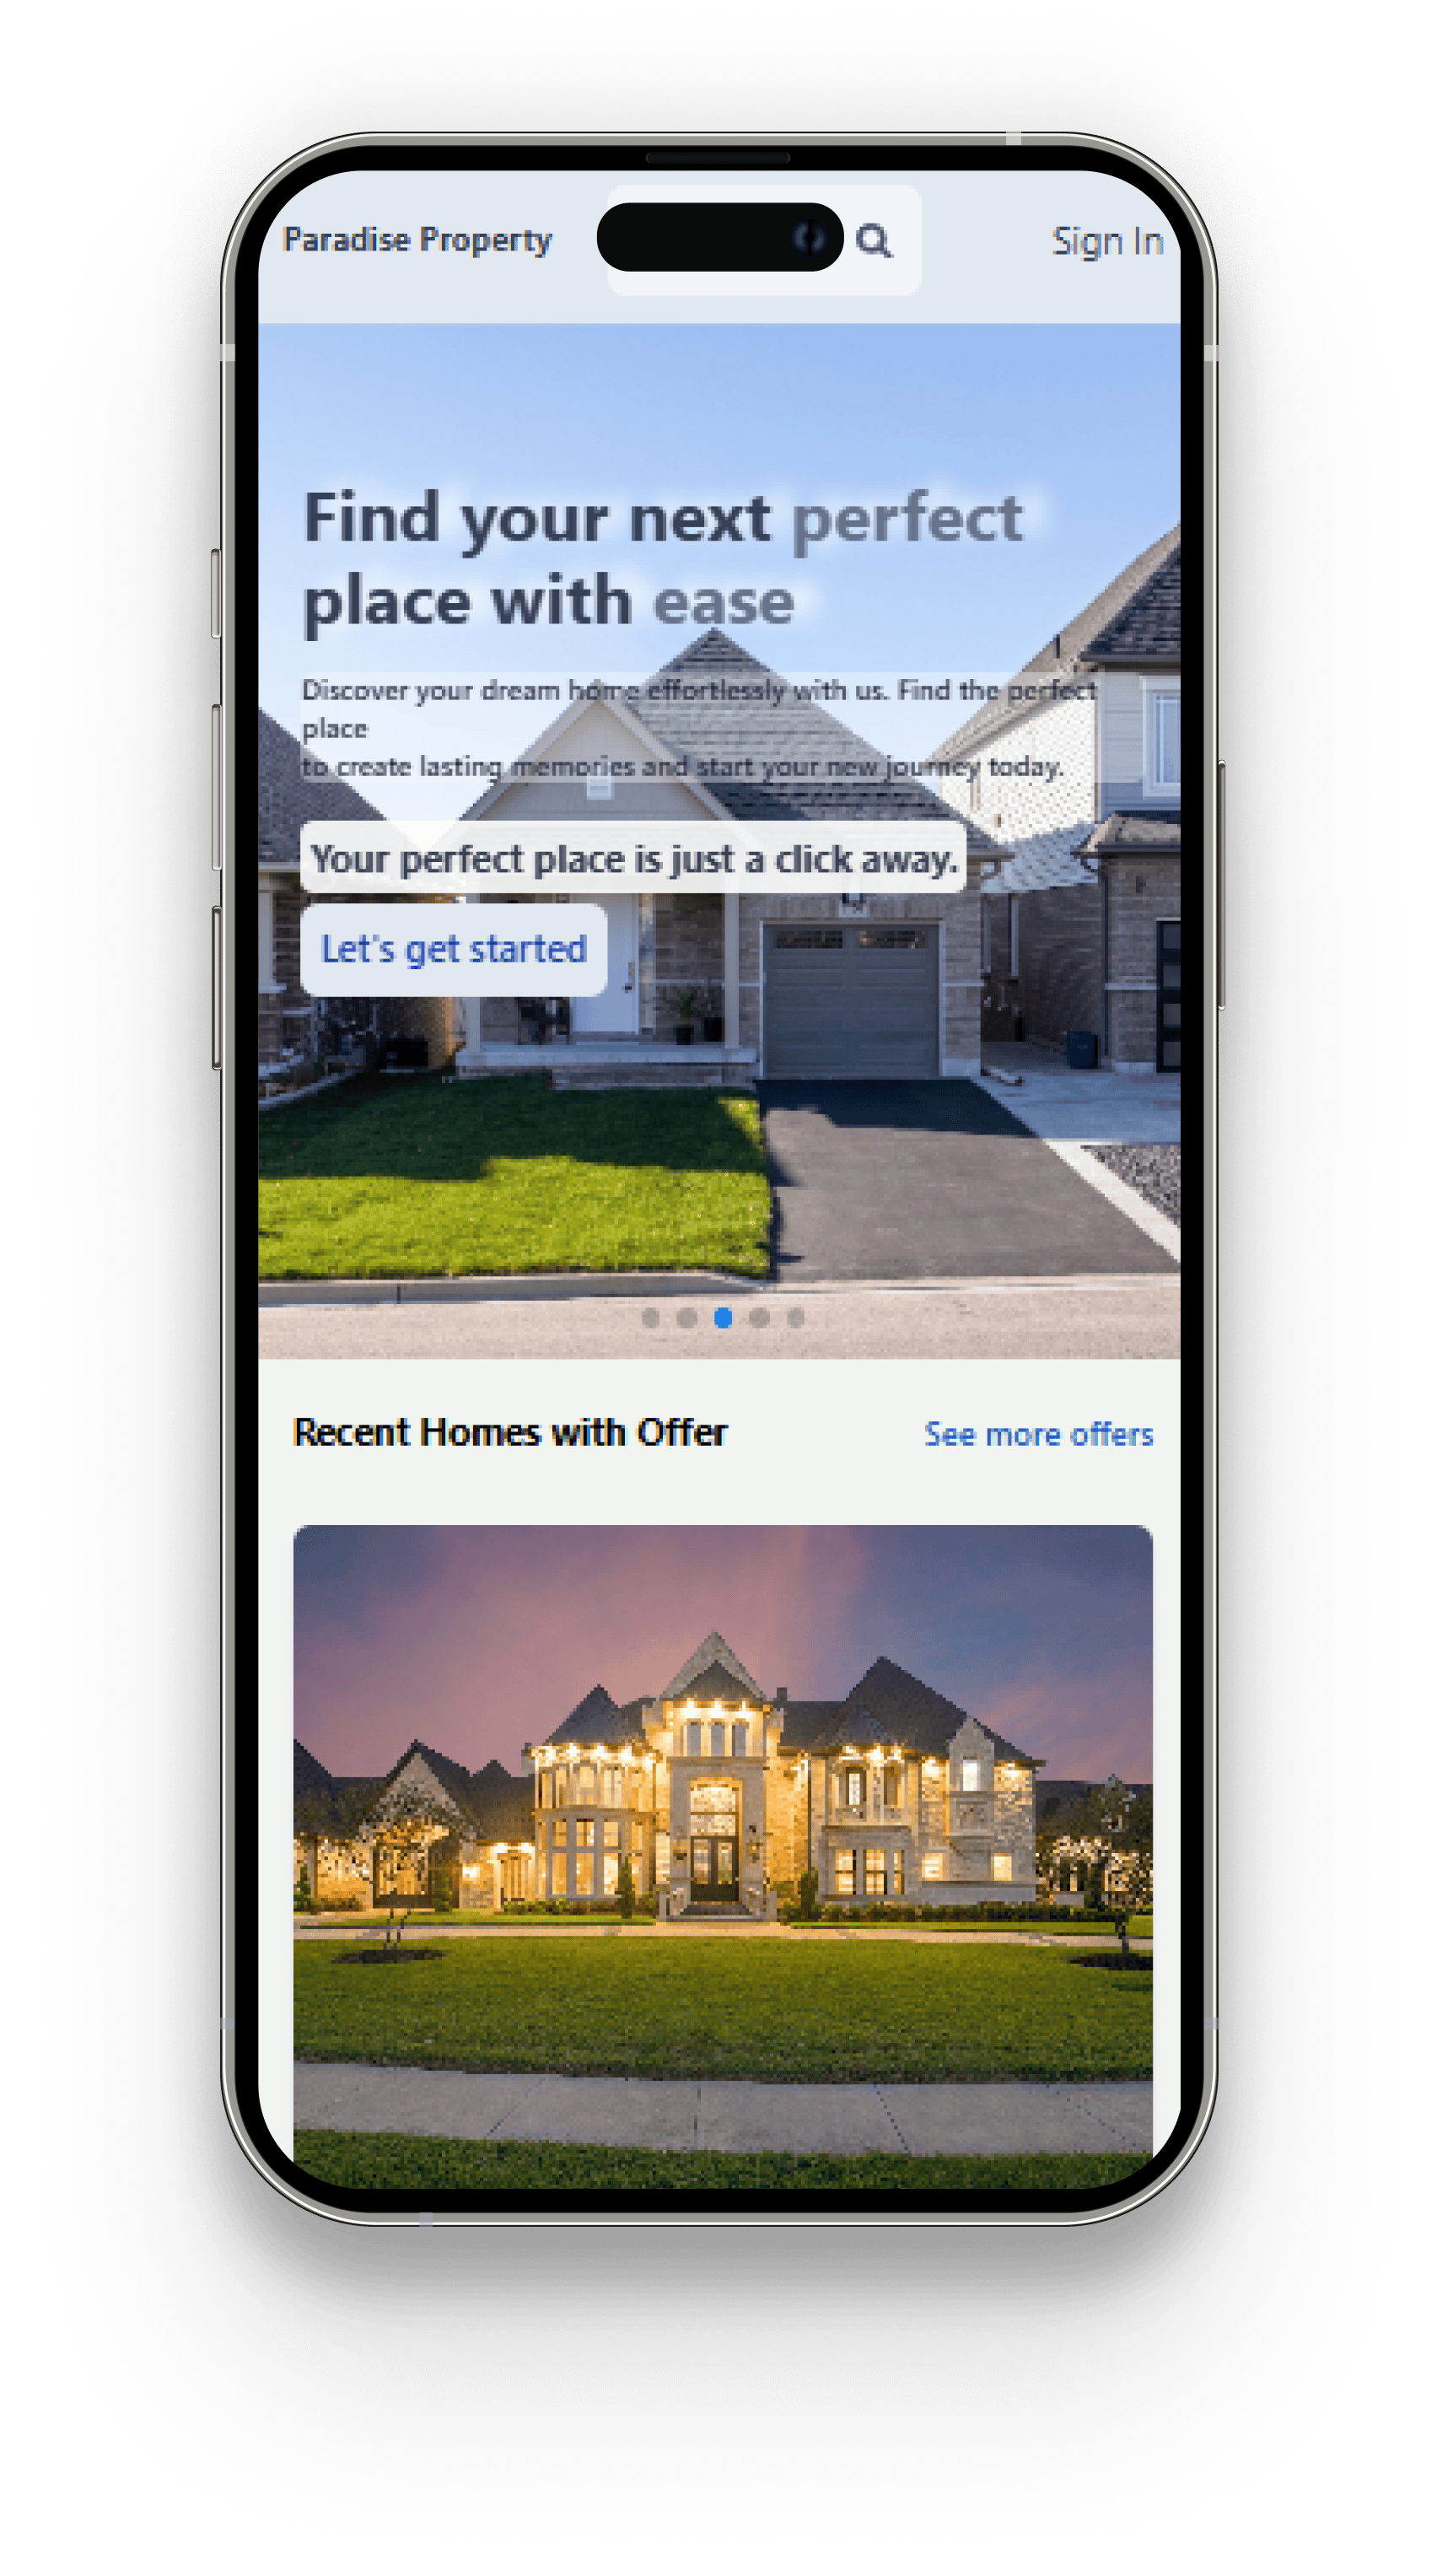 Paradise Property
Sign In
Find your next perfect
place with ease
Discover your dream home effortlessly with us. Find the perfect
place
to create lasting memories and start your new journey today.
Your perfect place is just a click away.
Let's get started
Recent Homes with Offer
See more offers